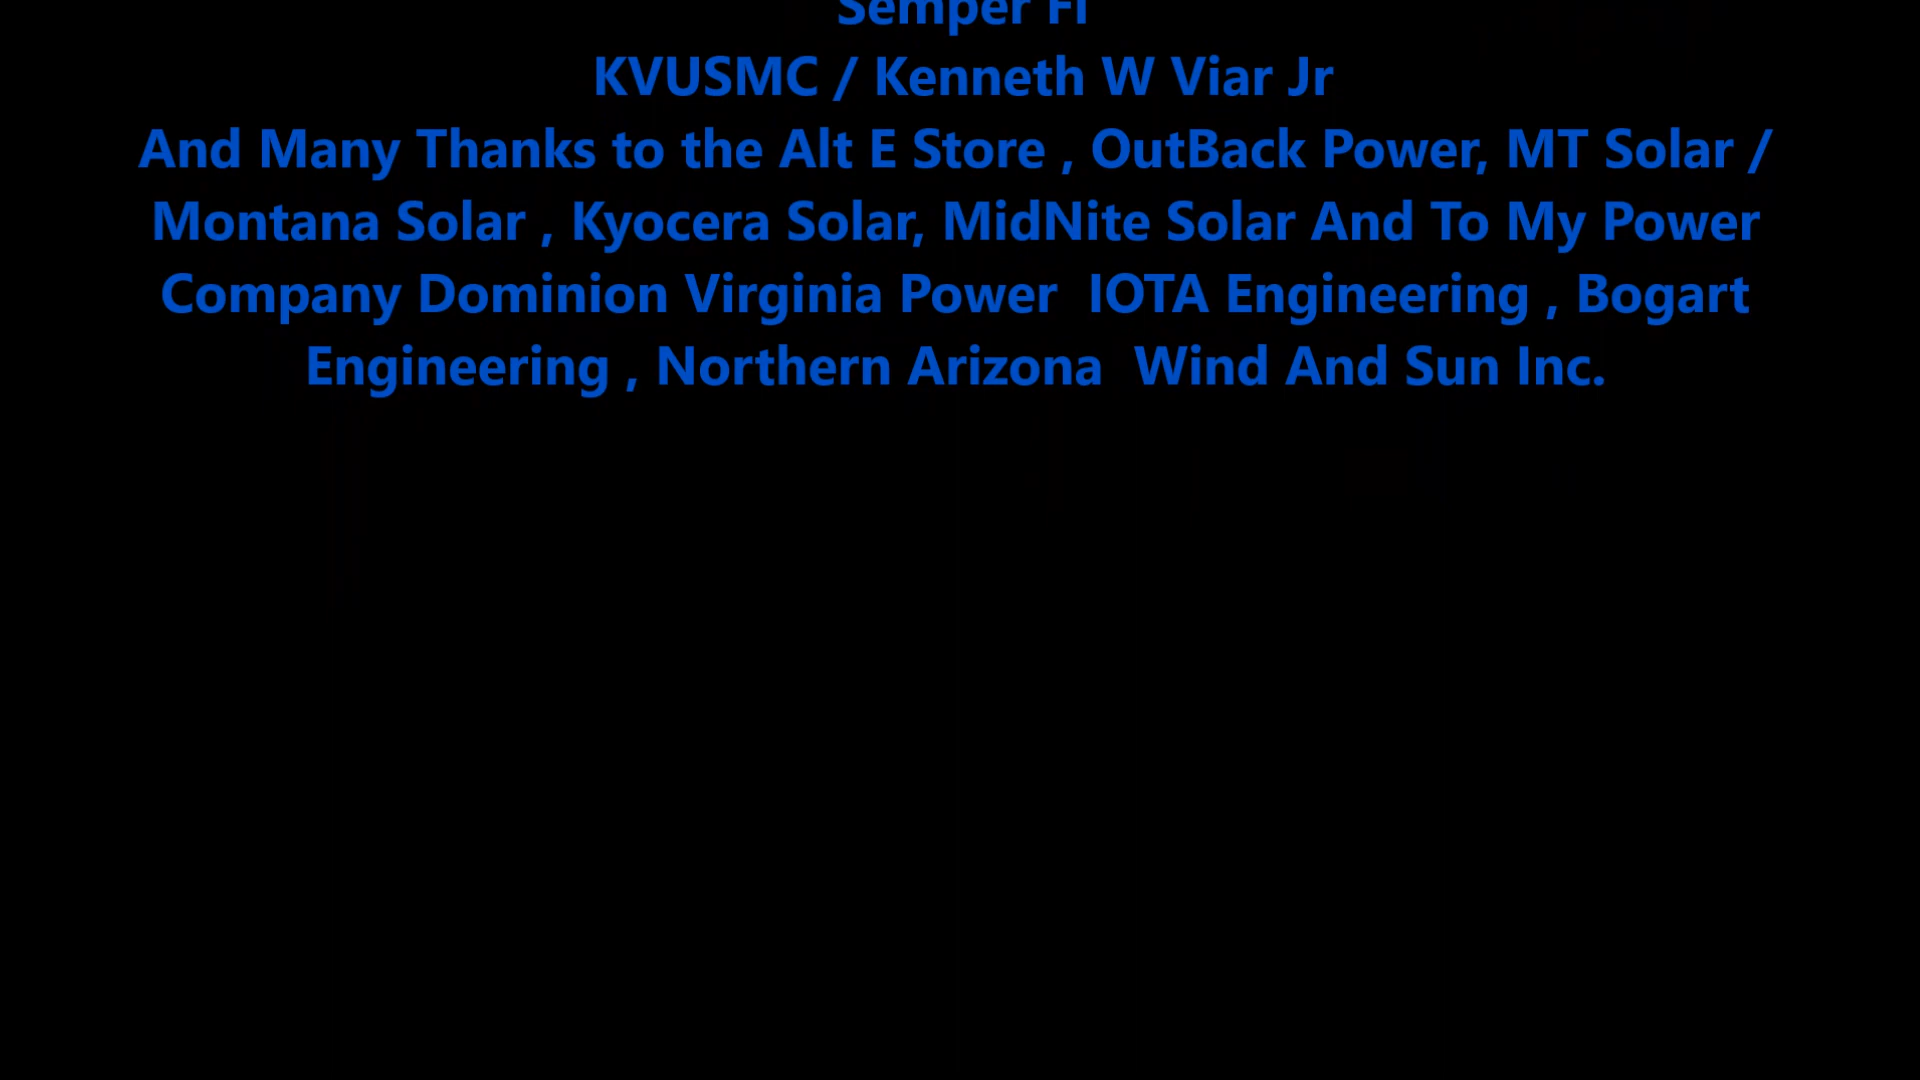 Semper Fi
KVUSMC / Kenneth W Viar Jr
And Many Thanks to the Alt E Store , OutBack Power, MT Solar /
Montana Solar , Kyocera Solar, MidNite Solar And To My Power
Company Dominion Virginia Power  IOTA Engineering , Bogart
Engineering , Northern Arizona  Wind And Sun Inc.